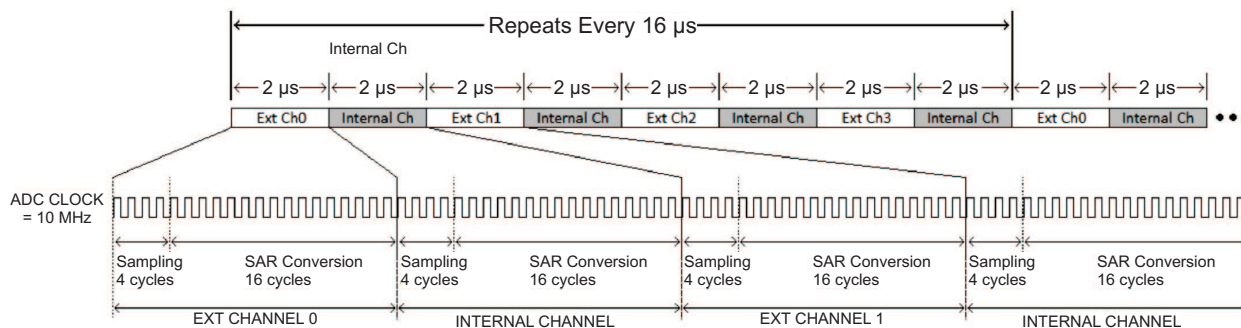 Repeats Every 16 µs
Internal Ch
2 µs 2 µs 2 µs 2 µs 2 µs 2 µs 2 µs 2 µs 2 µs 2 µs
Ext Ch0 Internal Ch Ext Ch1 Internal Ch Ext Ch2 Internal Ch Ext Ch3 Internal Ch Ext Ch0 Internal Ch
ADC CLOCK
= 10 MHz
Sampling SAR Conversion Sampling SAR Conversion Sampling SAR Conversion Sampling SAR Conversion
4 cycles 16 cycles 4 cycles 16 cycles 4 cycles 16 cycles 4 cycles 16 cycles
EXT CHANNEL 0 INTERNAL CHANNEL EXT CHANNEL 1 INTERNAL CHANNEL